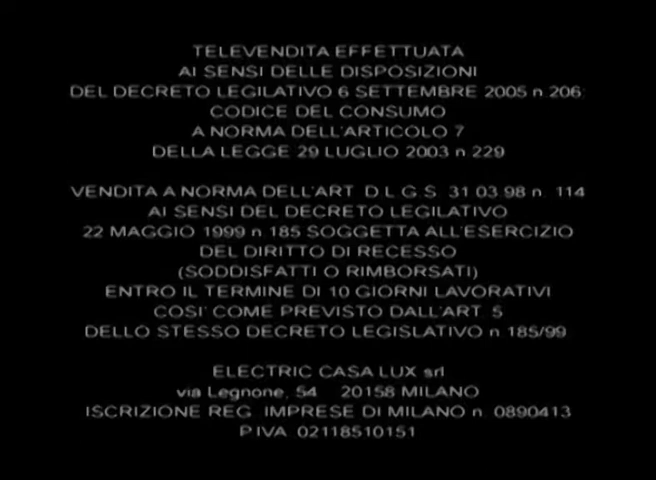 TELEVENDITA EFFETTUATA
AI SENSI DELLE DISPOSIZIONI
DEL DECRETO LEGISLATIVO 6 SETTEMBRE 2005 n 206:
CODICE DEL CONSUMO
A NORMA DELL'ARTICOLO 7
DELLA LEGGE 29 LUGLIO 2003 n 229
VENDITA A NORMA DELL'ART D L G S 31 03 98 n. 114
AI SENSI DEL DECRETO LEGISLATIVO
22 MAGGIO 1999 n 185 SOGGETTA ALL'ESERCIZIO
DEL DIRITTO DI RECESSO
(SODDISFATTI O RIMBORSATI)
ENTRO IL TERMINE DI 10 GIORNI LAVORATIVI
COSI' COME PREVISTO DALL'ART. 5
DELLO STESSO DECRETO LEGISLATIVO n 185/99
ELECTRIC CASA LUX srl
via Legnone, 54 20158 MILANO
ISCRIZIONE REG. IMPRESE DI MILANO n. 0890413
P.IVA 02118510151